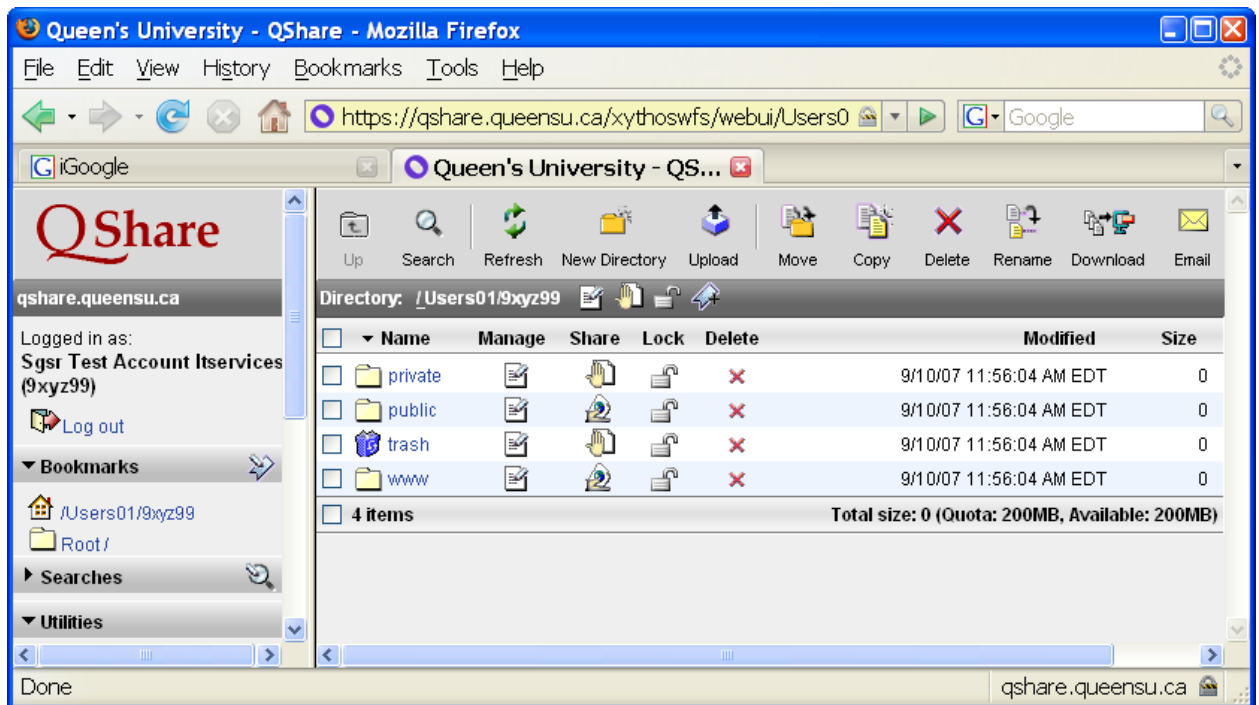 Queen's University - QShare - Mozilla Firefox
File Edit View History Bookmarks Tools Help
https://qshare.queensu.ca/xythoswfs/webui/Users0 G Google
G iGoogle Queen's University - QS...
QShare
Up Search Refresh New Directory Upload Move Copy Delete Rename Download Email
qshare.queensu.ca
Directory: /Users01/9xyz99
Logged in as:
Sgsr Test Account Itservices
(9xyz99)
Log out
Bookmarks
/Users01/9xyz99
Root /
Searches
Utilities
Name Manage Share Lock Delete Modified Size
private 9/10/07 11:56:04 AM EDT 0
public 9/10/07 11:56:04 AM EDT 0
trash 9/10/07 11:56:04 AM EDT 0
www 9/10/07 11:56:04 AM EDT 0
4 items Total size: 0 (Quota: 200MB, Available: 200MB)
Done qshare.queensu.ca